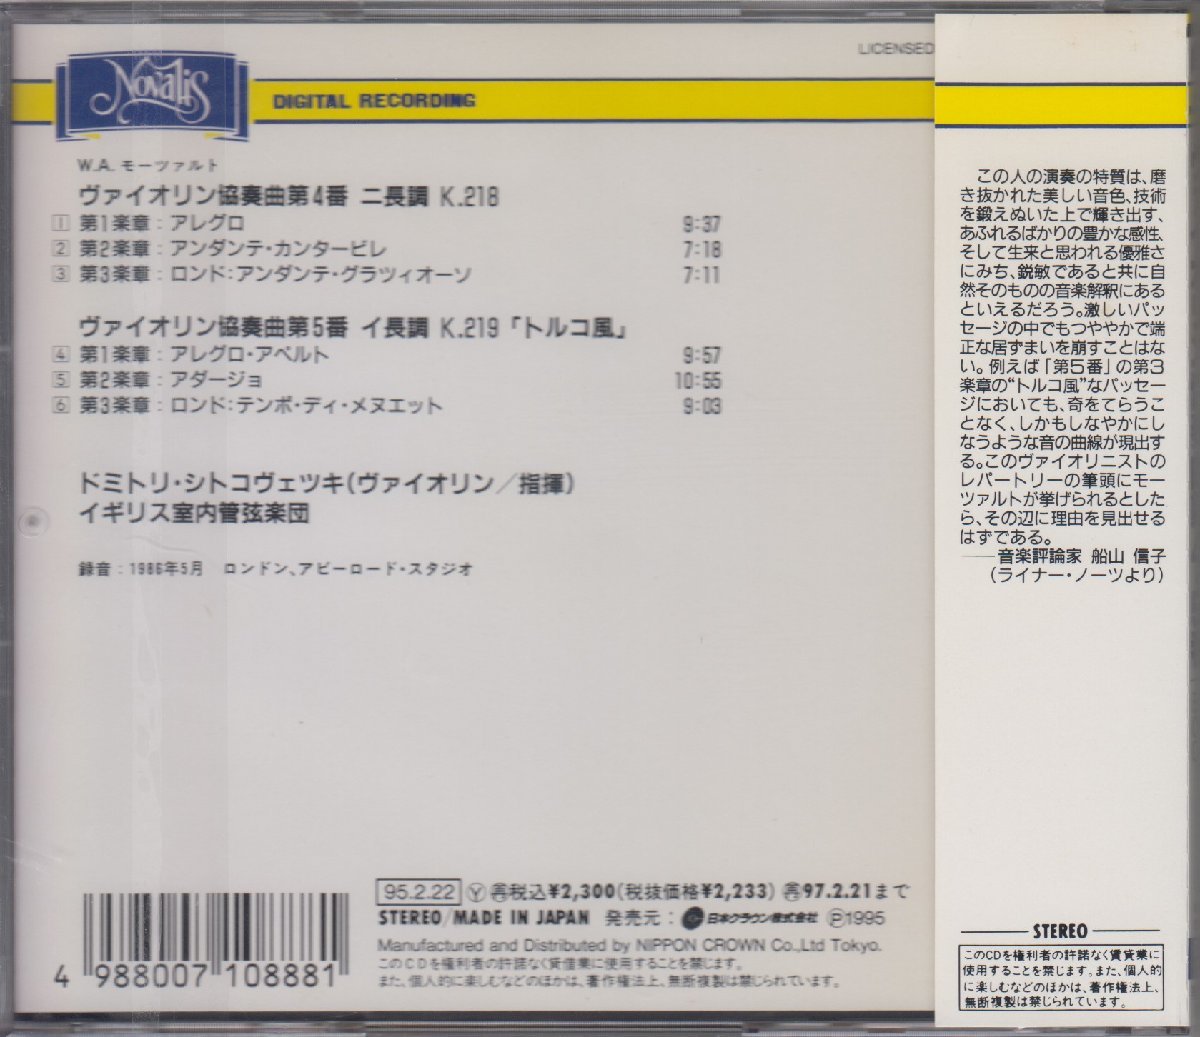 Novalis
DIGITAL RECORDING
LICENSED
W.A. モーツァルト
ヴァイオリン協奏曲第4番 ニ長調 K.218
1 第1楽章：アレグロ 9:37
2 第2楽章：アンダンテ・カンタービレ 7:18
3 第3楽章：ロンド：アンダンテ・グラツィオーソ 7:11
ヴァイオリン協奏曲第5番 イ長調 K.219「トルコ風」
4 第1楽章：アレグロ・アペルト 9:57
5 第2楽章：アダージョ 10:55
6 第3楽章：ロンド：テンポ・ディ・メヌエット 9:03
ドミトリ・シトコヴェツキ(ヴァイオリン／指揮)
イギリス室内管弦楽団
録音：1986年5月 ロンドン、アビーロード・スタジオ
95.2.22 Ⓨ㋐税込¥2,300(税抜価格¥2,233) ㋐97.2.21まで
STEREO/MADE IN JAPAN 発売元：日本クラウン株式会社 Ⓟ1995
Manufactured and Distributed by NIPPON CROWN Co.,Ltd Tokyo.
このCDを権利者の許諾なく賃借業に使用することを禁じます。
また、個人的に楽しむなどのほかは、著作権法上、無断複製は禁じられています。
4 988007 108881
この人の演奏の特質は、磨
き抜かれた美しい音色、技術
を鍛えぬいた上で輝き出す、
あふれるばかりの豊かな感性、
そして生来と思われる優雅さ
にみち、鋭敏であると共に自
然そのものの音楽解釈にある
といえるだろう。激しいパッ
セージの中でもつややかで端
正な居ずまいを崩すことはな
い。例えば「第5番」の第3
楽章の“トルコ風”なパッセー
ジにおいても、奇をてらうこ
となく、しかもしなやかにし
なうような音の曲線が現出す
る。このヴァイオリニストの
レパートリーの筆頭にモー
ツァルトが挙げられるとした
ら、その辺に理由を見出せる
はずである。
──音楽評論家 船山 信子
(ライナー・ノーツより)
STEREO
このCDを権利者の許諾なく賃貸業に
使用することを禁じます。また、個人的
に楽しむなどのほかは、著作権法上、
無断複製は禁じられています。